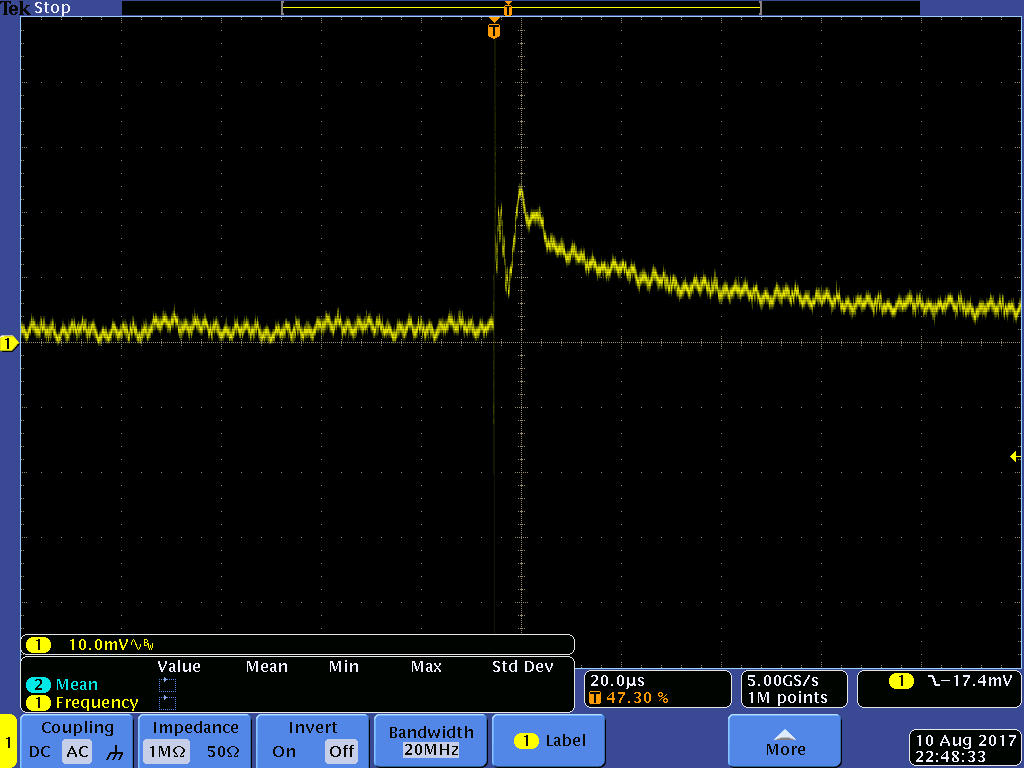 Tek Stop
T
T
1
1 10.0mV
Value Mean Min Max Std Dev
2 Mean
1 Frequency
20.0µs
T 47.30 %
5.00GS/s
1M points
1 -17.4mV
1
Coupling
DC AC
Impedance
1MΩ 50Ω
Invert
On Off
Bandwidth
20MHz
1 Label
More
10 Aug 2017
22:48:33